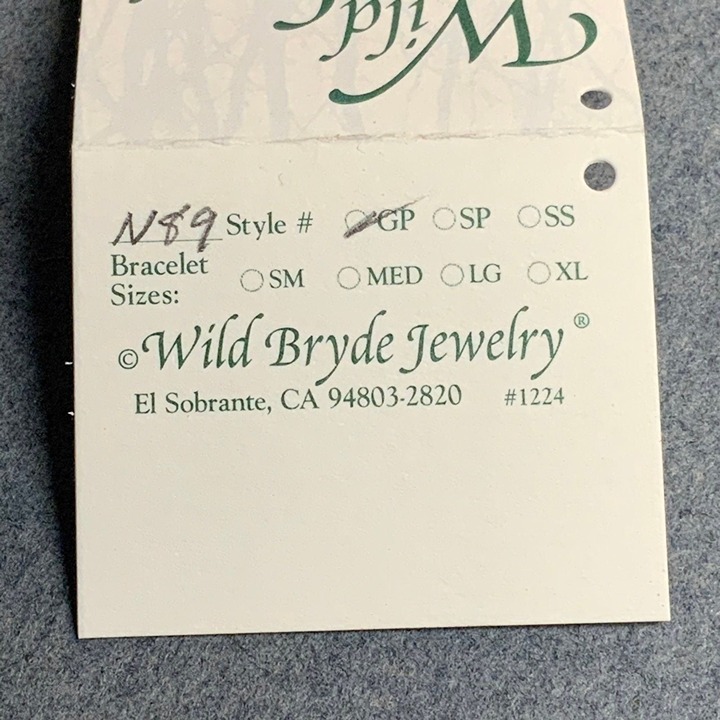 Wild
N89 Style # GP SP SS
Bracelet
Sizes: SM MED LG XL
©Wild Bryde Jewelry®
El Sobrante, CA 94803-2820 #1224